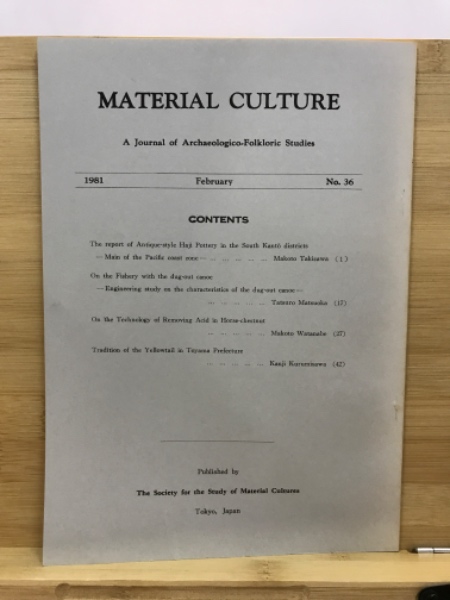 MATERIAL CULTURE
A Journal of Archaeologico-Folkloric Studies
1981 February No. 36
CONTENTS
The report of Antique-style Haji Pottery in the South Kantō districts
—Main of the Pacific coast zone— ... ... ... ... Makoto Takizawa (1)
On the Fishery with the dug-out canoe
—Engineering study on the characteristics of the dug-out canoe—
... ... ... ... ... Tatsuro Matsuoka (17)
On the Technology of Removing Acid in Horse-chestnut
... ... ... ... ... Makoto Watanabe (27)
Tradition of the Yellowtail in Toyama Prefecture
... ... ... ... ... Kanji Kuramisawa (42)
Published by
The Society for the Study of Material Cultures
Tokyo, Japan